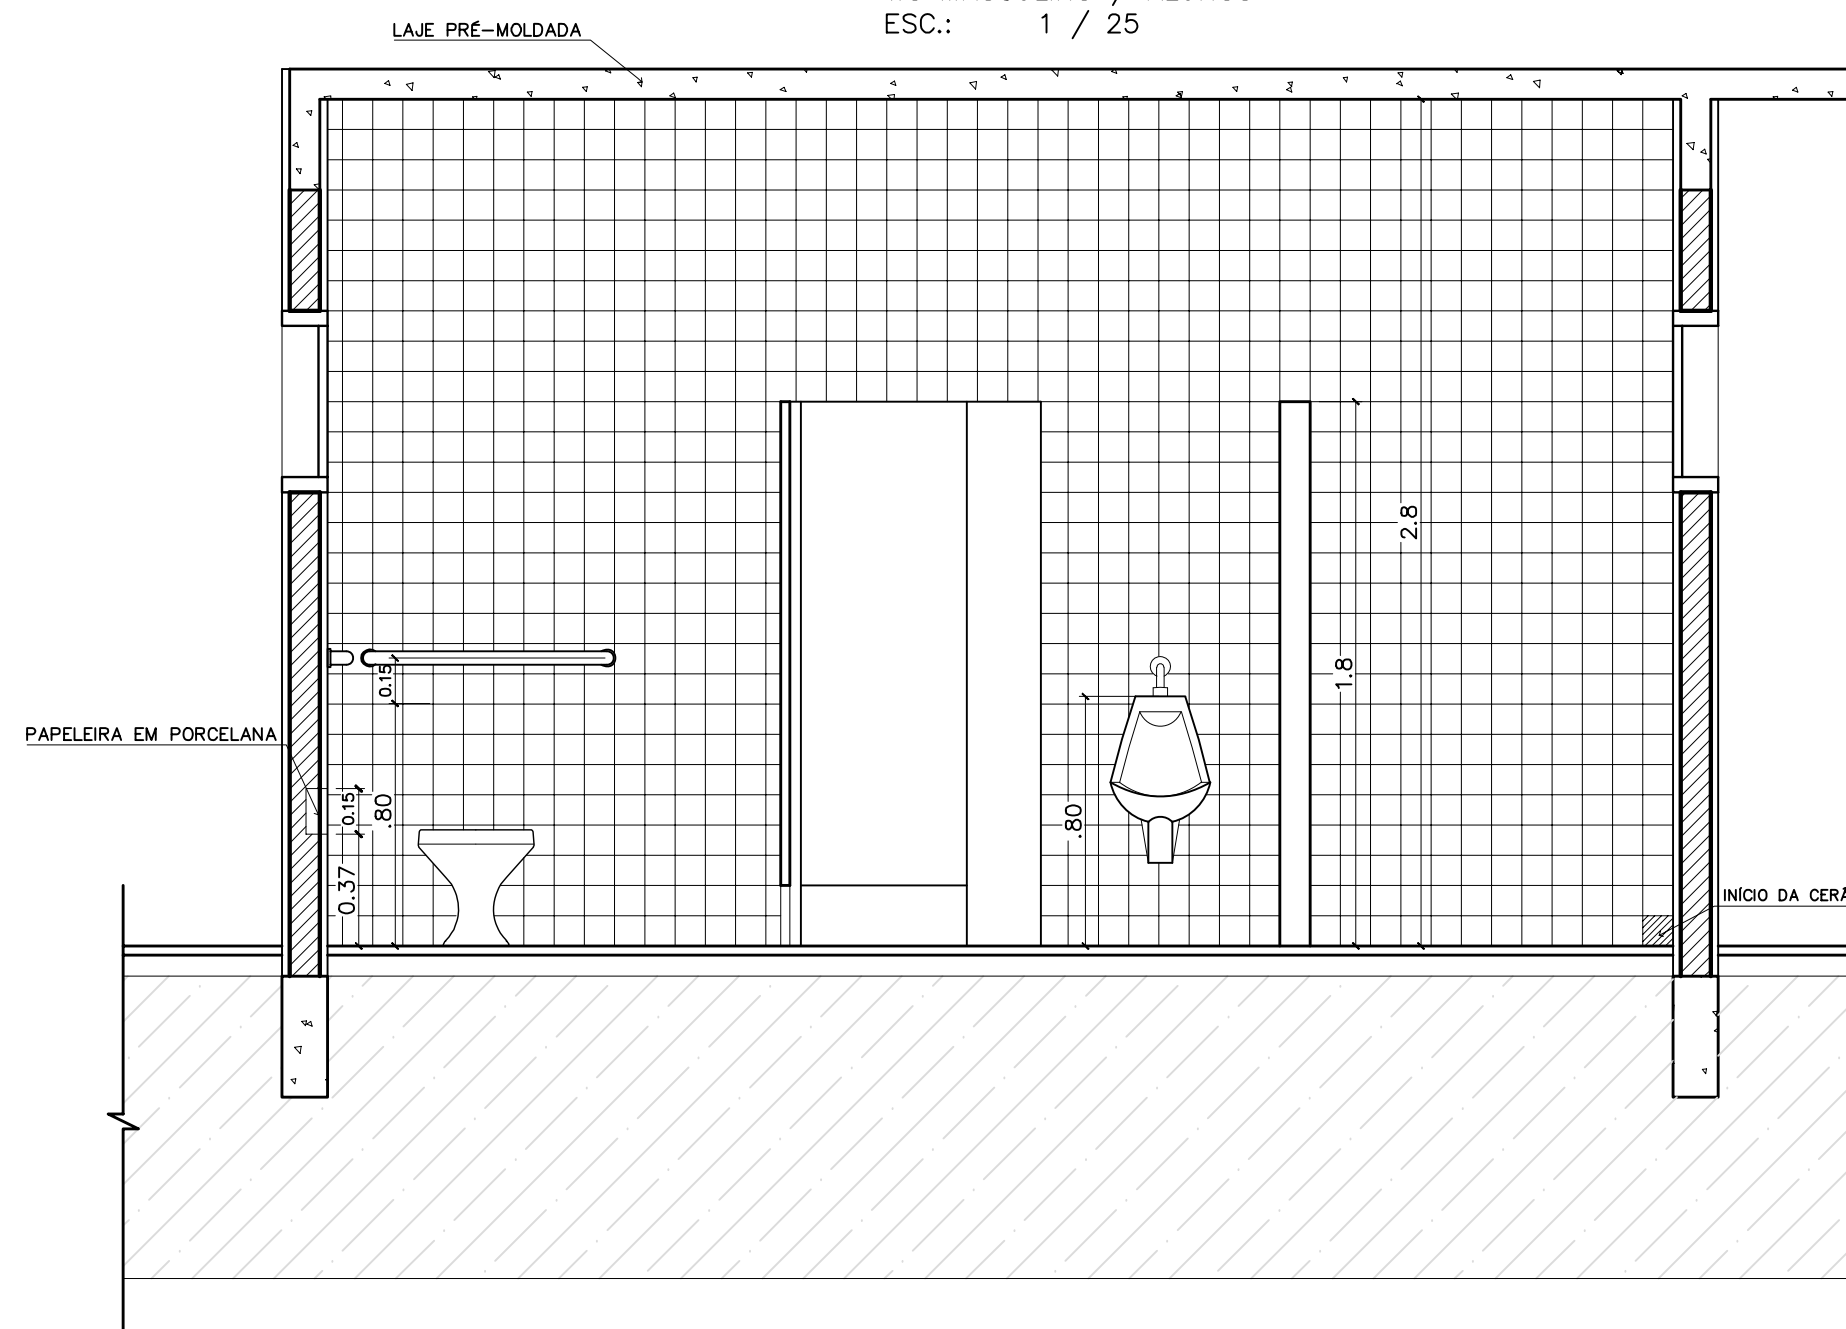 ESC.: 1 / 25
LAJE PRÉ-MOLDADA
2.8
1.8
0.15
PAPELEIRA EM PORCELANA
0.15
.80
.80
0.37
INÍCIO DA